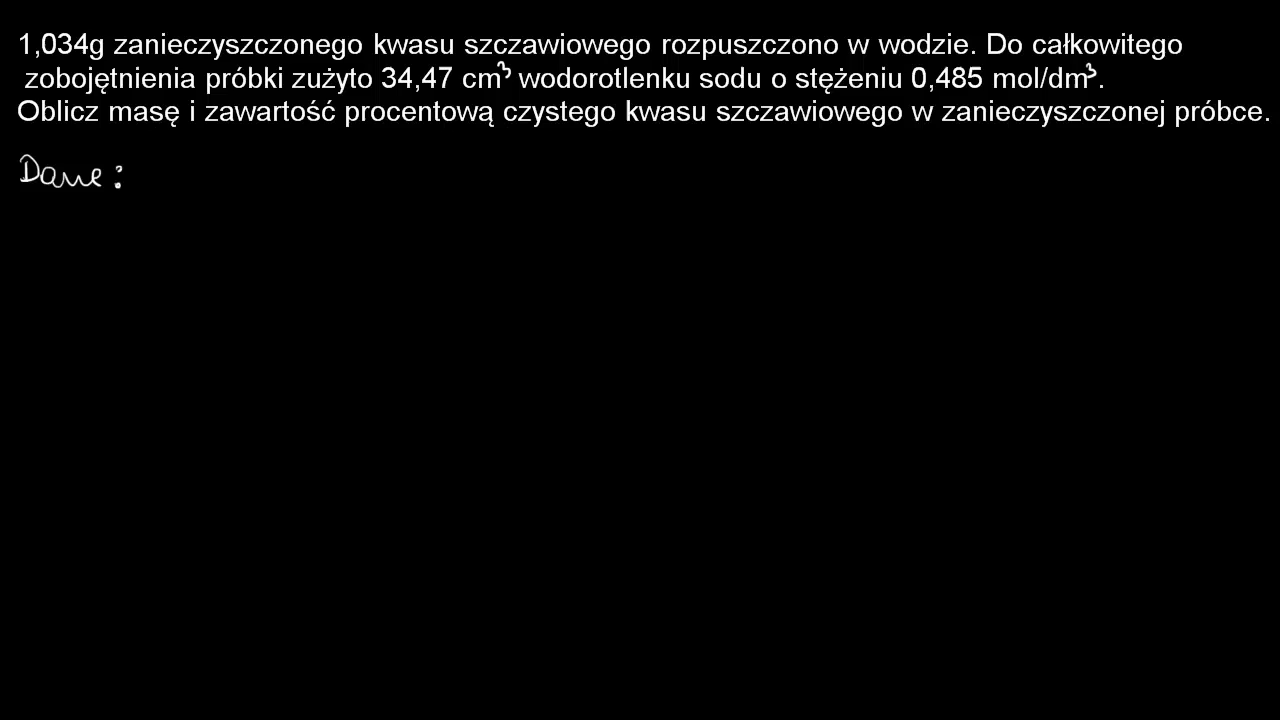 1,034g zanieczyszczonego kwasu szczawiowego rozpuszczono w wodzie. Do całkowitego
zobojętnienia próbki zużyto 34,47 cm³ wodorotlenku sodu o stężeniu 0,485 mol/dm³.
Oblicz masę i zawartość procentową czystego kwasu szczawiowego w zanieczyszczonej próbce.
Dane: